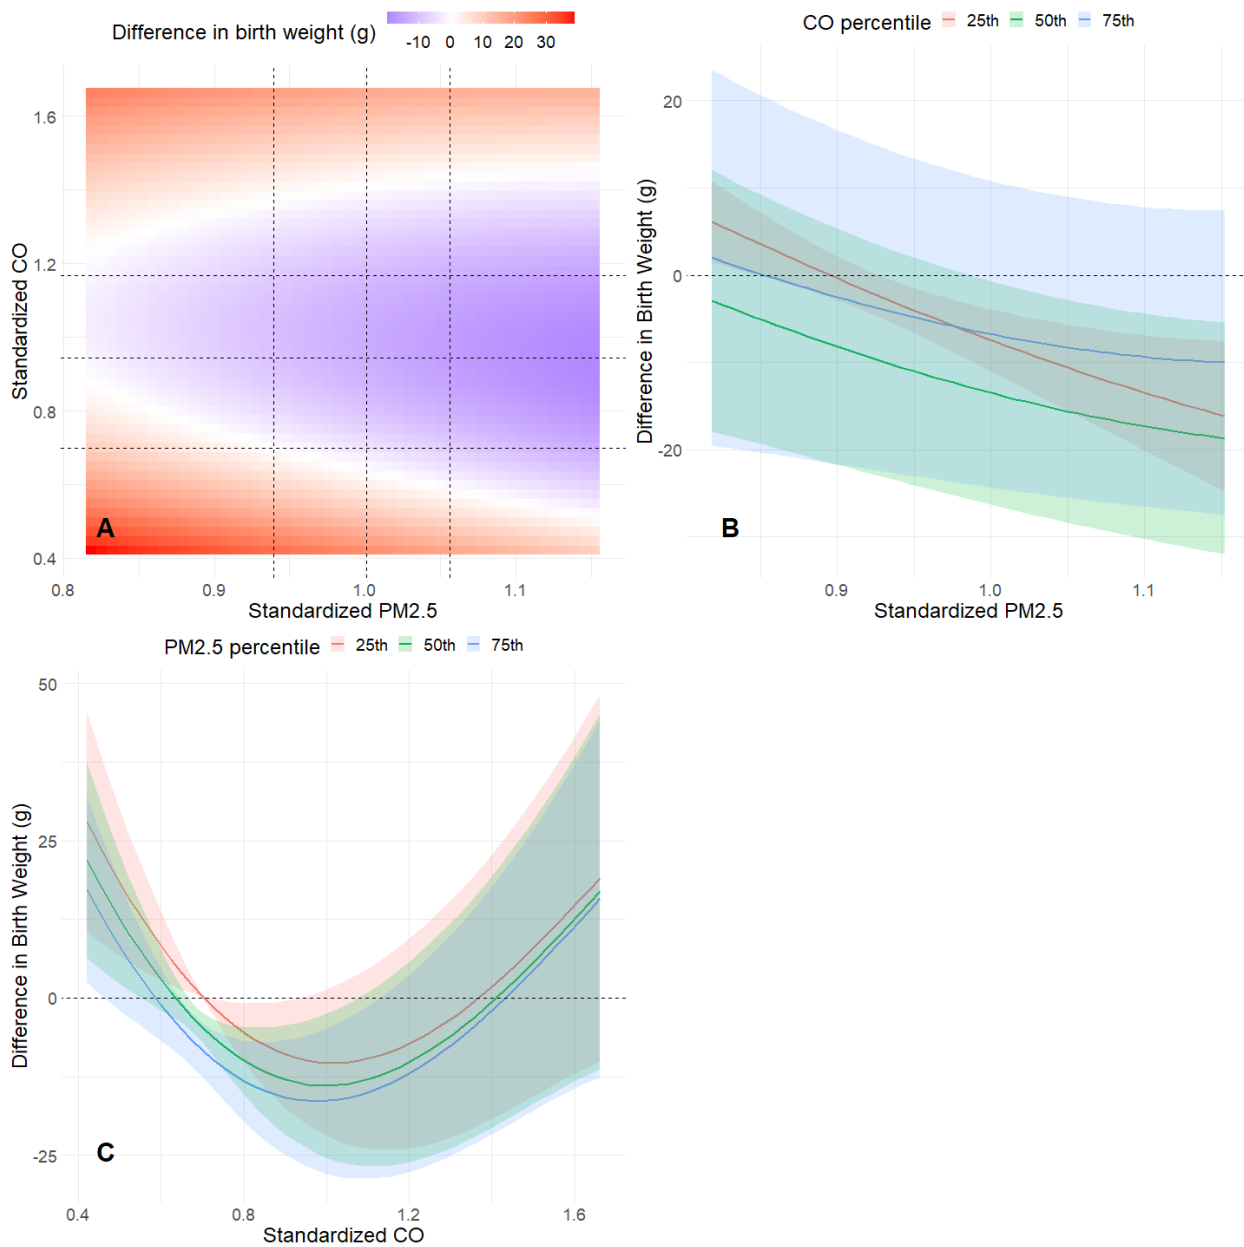 Difference in birth weight (g)
-10 0 10 20 30
1.6
1.2
0.8
0.4
Standardized CO
A
0.8 0.9 1.0 1.1
Standardized PM2.5
CO percentile 25th 50th 75th
20
0
-20
Difference in Birth Weight (g)
B
0.9 1.0 1.1
Standardized PM2.5
PM2.5 percentile 25th 50th 75th
50
25
0
-25
Difference in Birth Weight (g)
C
0.4 0.8 1.2 1.6
Standardized CO